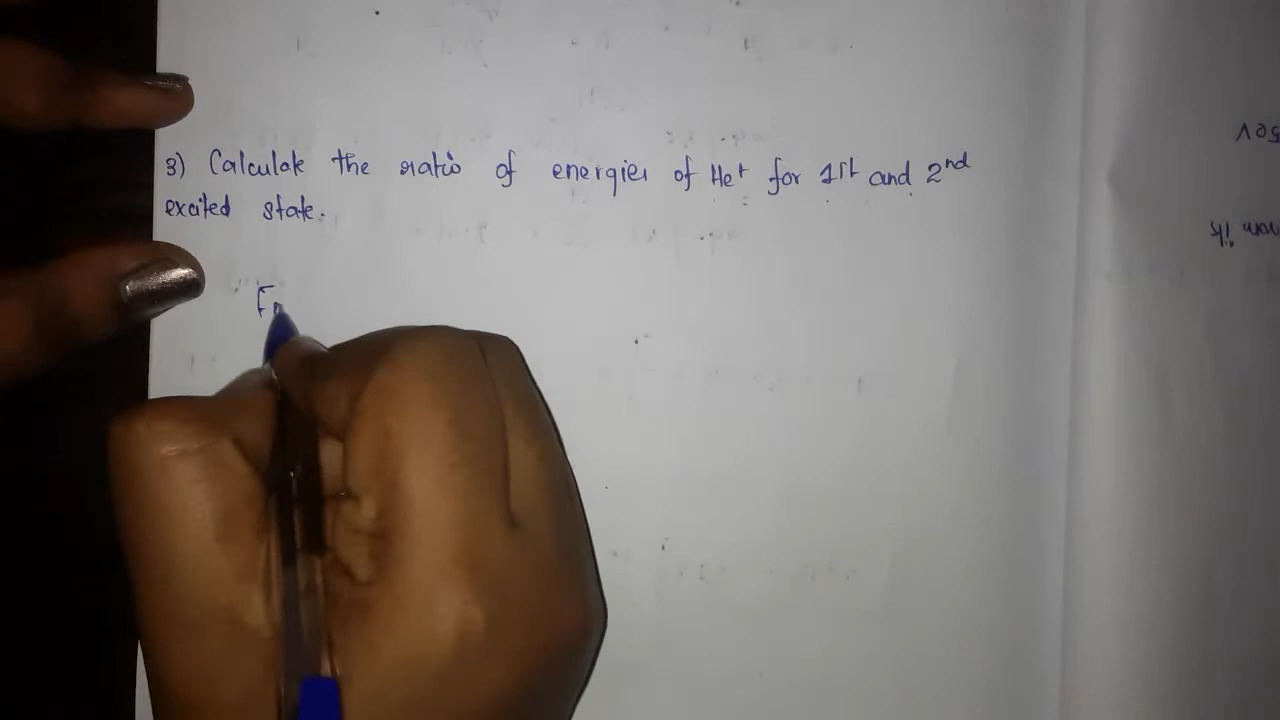 3) Calculate the ratio of energies of He+ for 1st and 2nd
excited state.
E